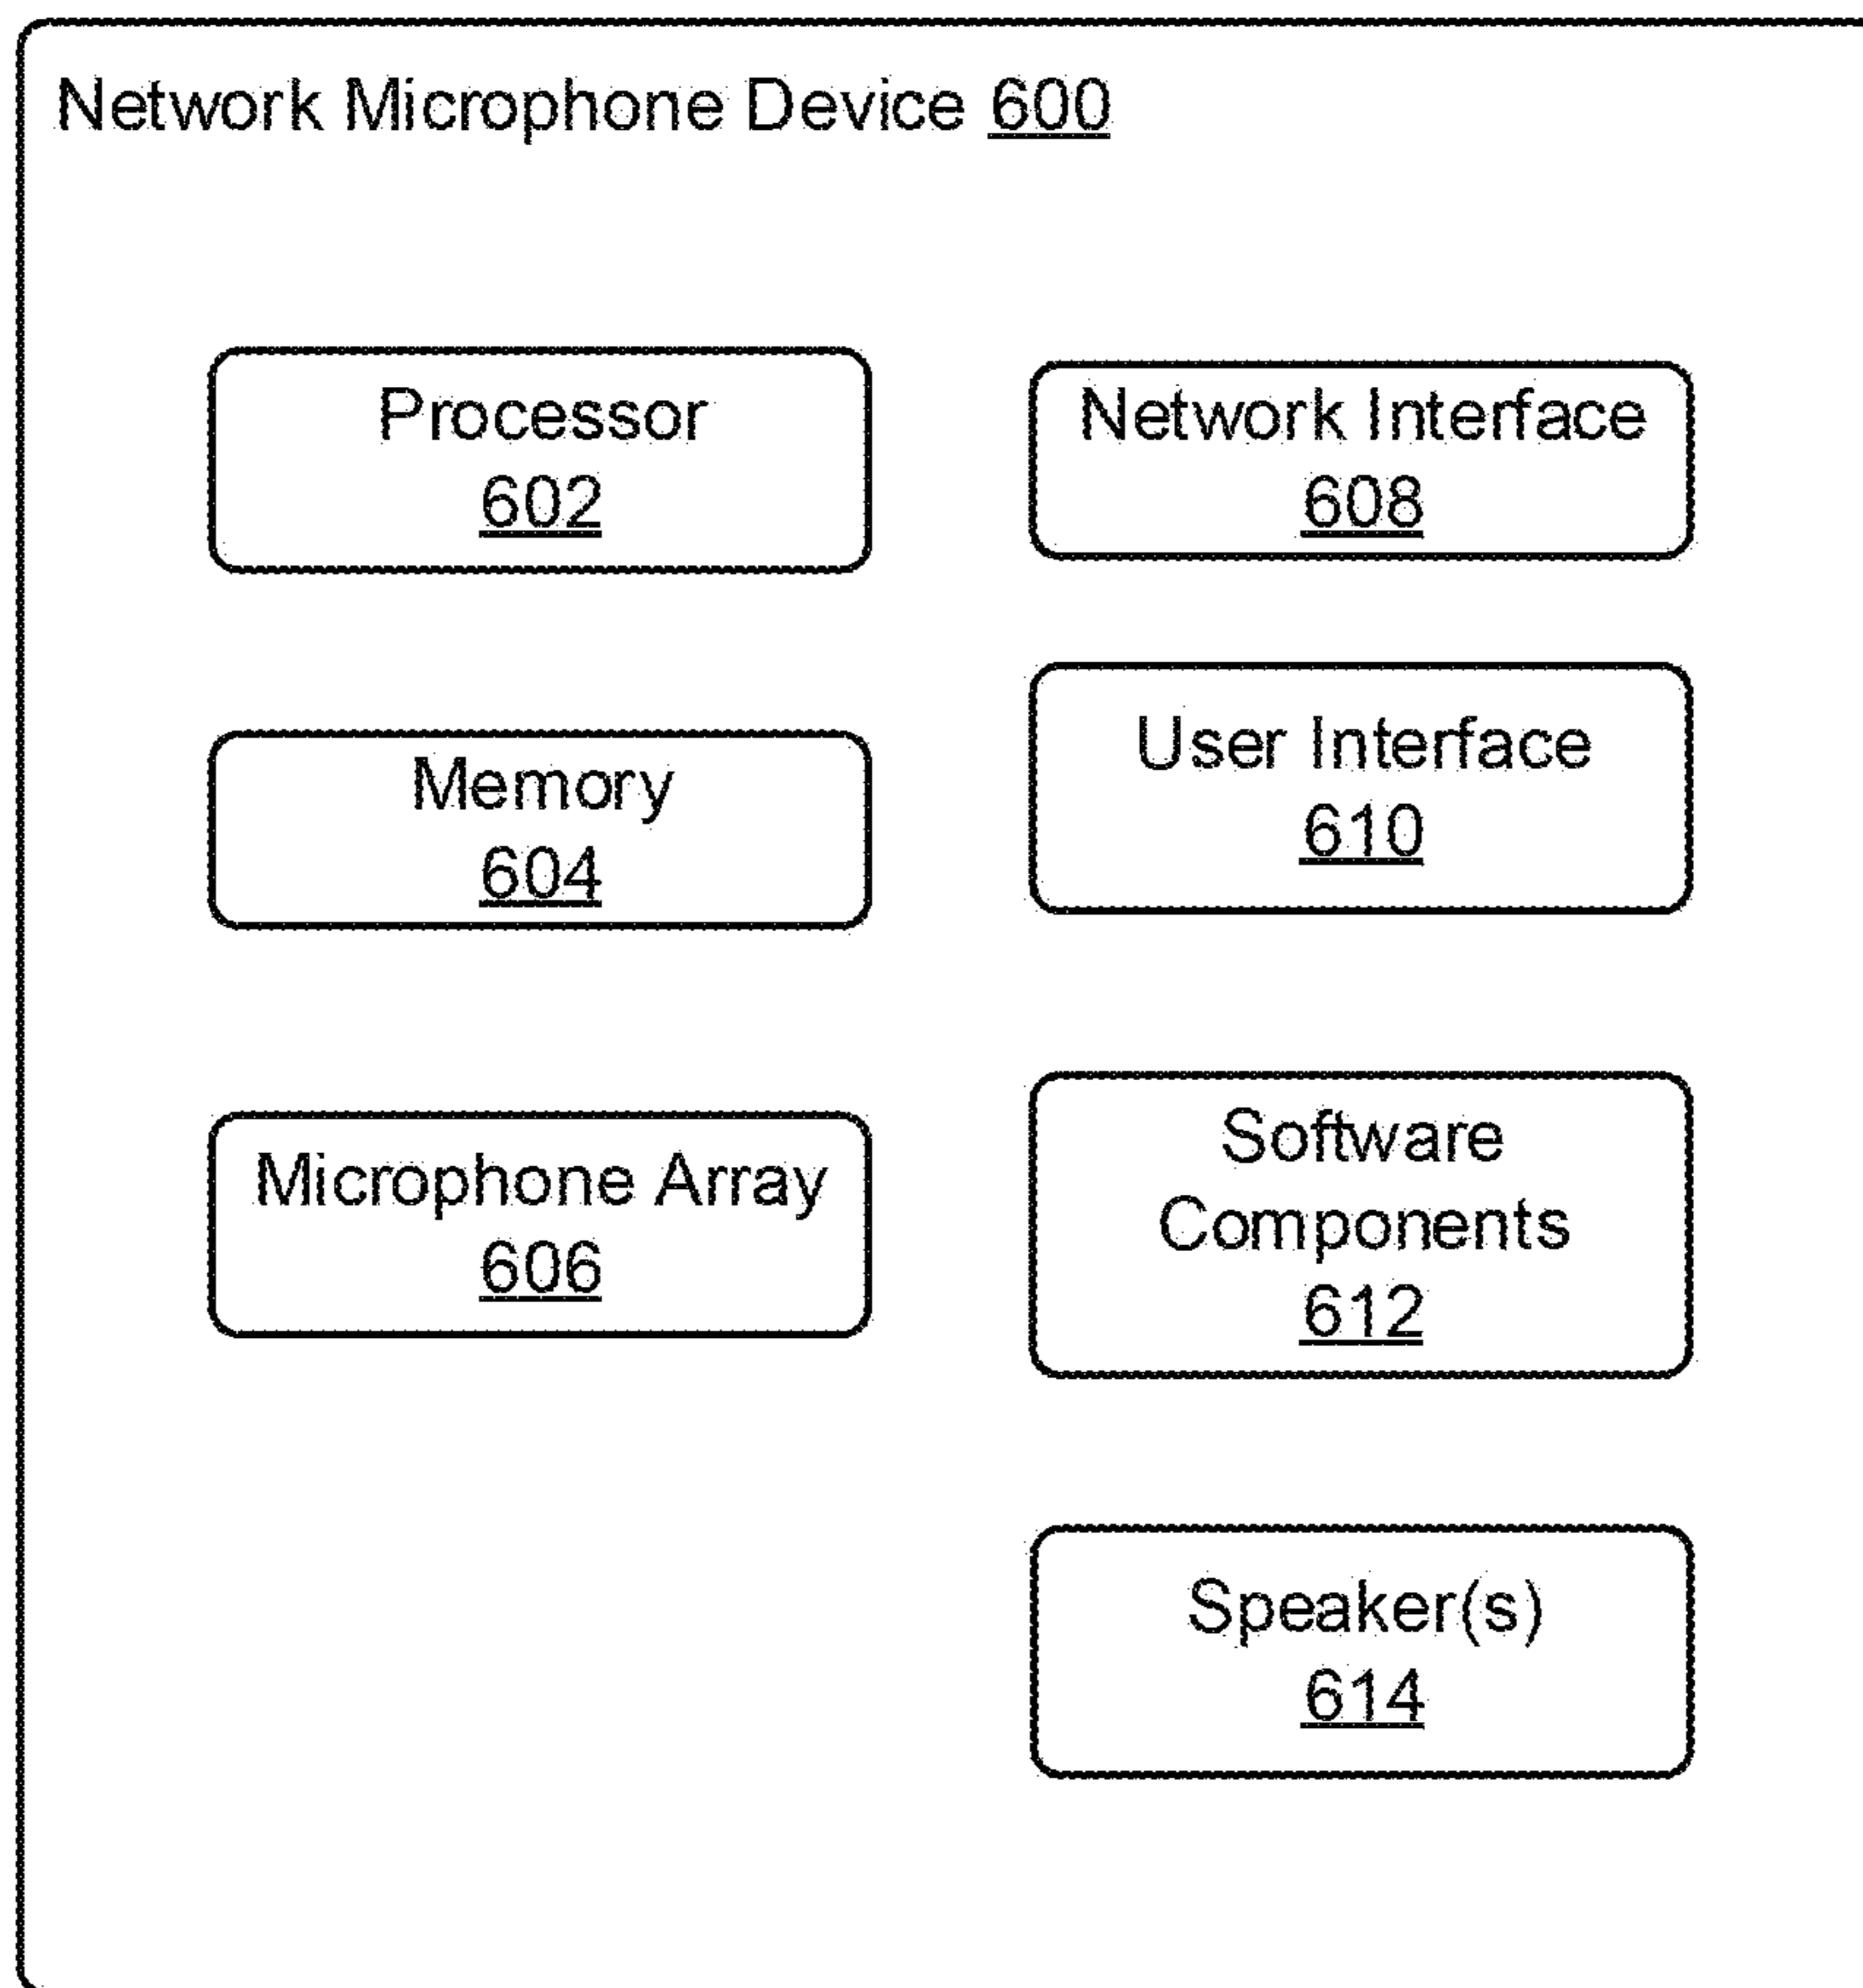 Network Microphone Device 600
Processor
602
Memory
604
Microphone Array
606
Network Interface
608
User Interface
610
Software
Components
612
Speaker(s)
614